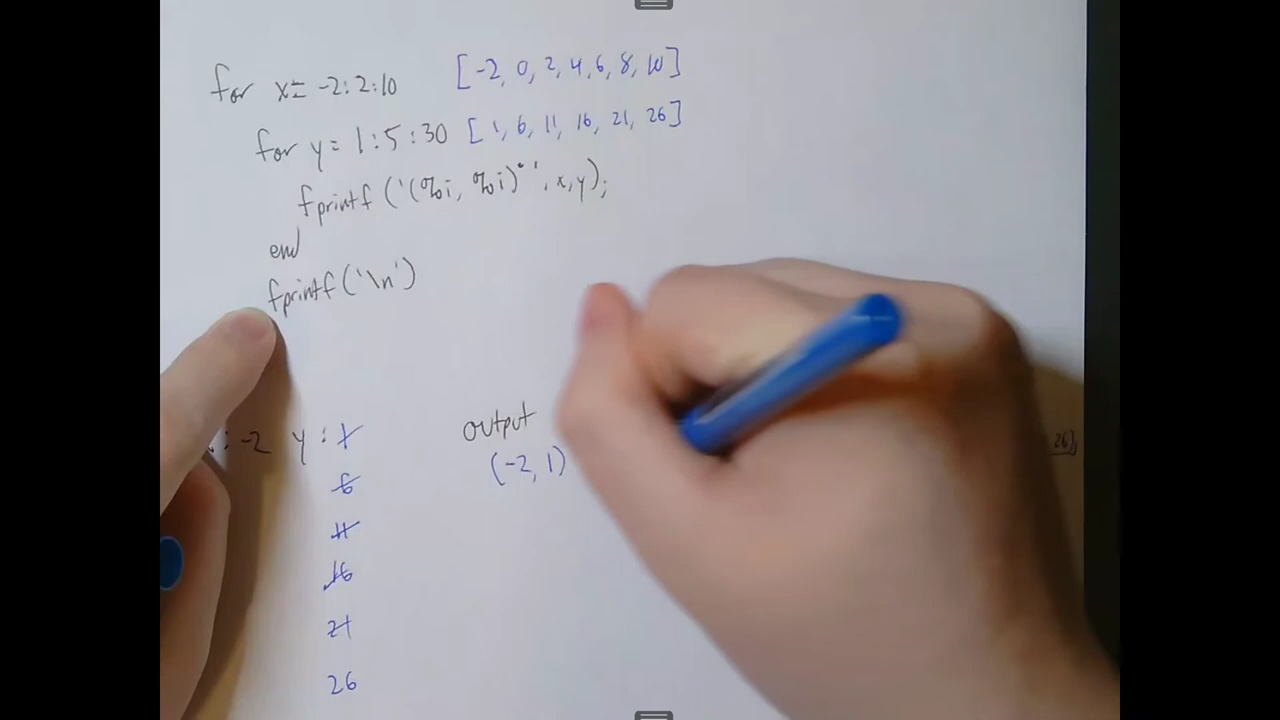 for x = -2:2:10 [-2, 0, 2, 4, 6, 8, 10]
for y = 1:5:30 [1, 6, 11, 16, 21, 26]
fprintf('(%i, %i) ', x,y);
end
fprintf('\n')
: -2 y : 1 output
(-2, 1) 26],
6
11
16
21
26